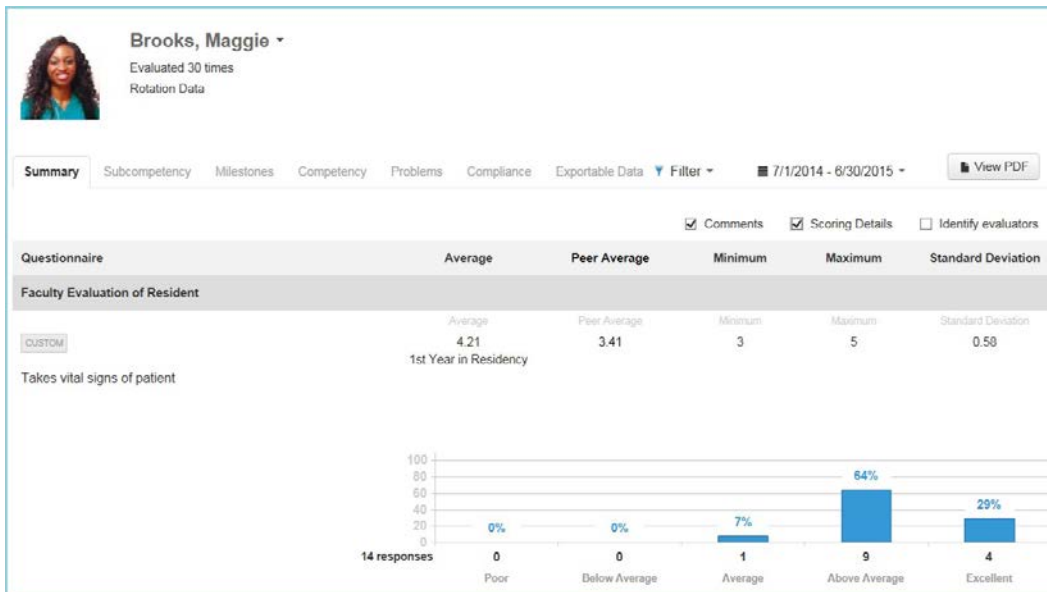 Brooks, Maggie
Evaluated 30 times
Rotation Data
Summary Subcompetency Milestones Competency Problems Compliance Exportable Data Filter 7/1/2014 - 6/30/2015 View PDF
Comments Scoring Details Identify evaluators
Questionnaire Average Peer Average Minimum Maximum Standard Deviation
Faculty Evaluation of Resident
Average Peer Average Minimum Maximum Standard Deviation
CUSTOM 4.21 3.41 3 5 0.58
1st Year in Residency
Takes vital signs of patient
100
80 64%
60
40 29%
20 0% 0% 7%
0
14 responses 0 0 1 9 4
Poor Below Average Average Above Average Excellent